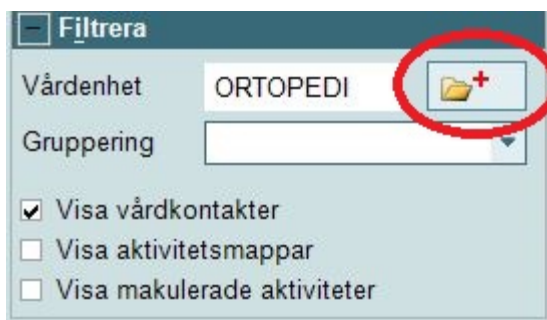 Filtrera
Vårdenhet ORTOPEDI
Gruppering
Visa vårdkontakter
Visa aktivitetsmappar
Visa makulerade aktiviteter